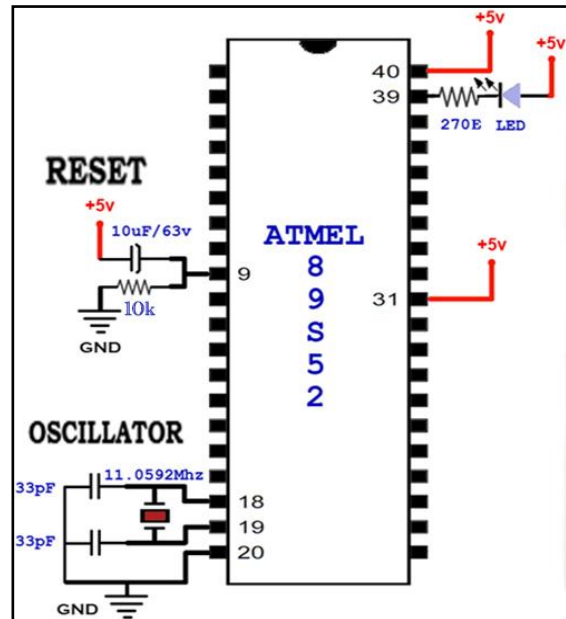 +5v
+5v
40
39
270E LED
RESET
+5v
10uF/63v
ATMEL
8
9
S
5
2
9
10k
GND
+5v
31
OSCILLATOR
11.0592Mhz
33pF
18
19
33pF
20
GND